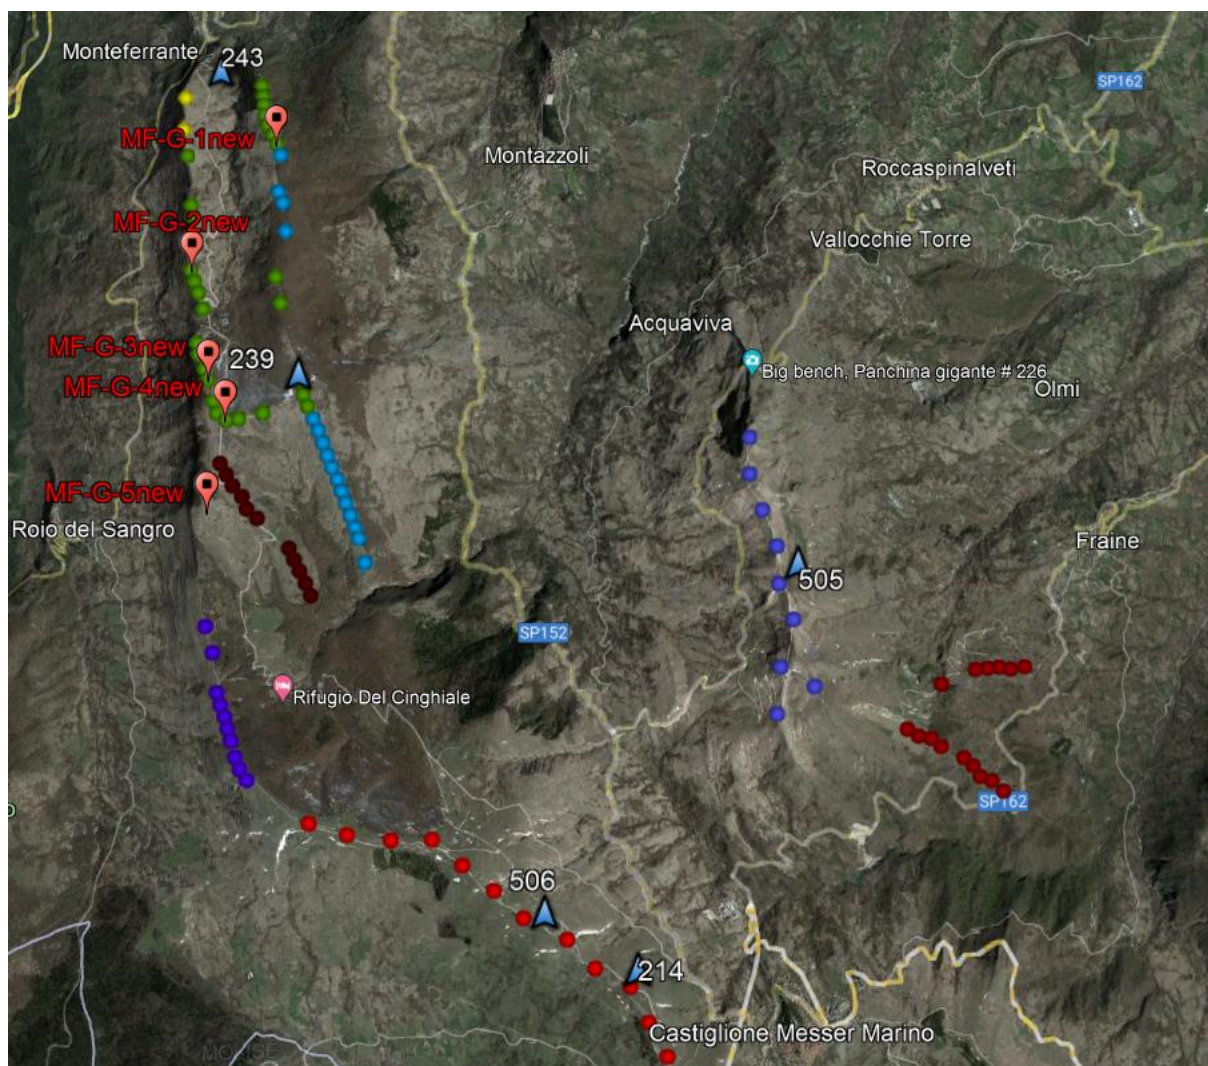 Monteferrante
243
SP162
MF-G-1new
Montazzoli
Roccaspinalveti
MF-G-2new
Vallocchie Torre
Acquaviva
MF-G-3new
239
MF-G-4new
Big bench, Panchina gigante # 226
Olmi
MF-G-5new
Roio del Sangro
Fraine
505
SP152
Rifugio Del Cinghiale
SP162
506
214
Castiglione Messer Marino
MOLISE